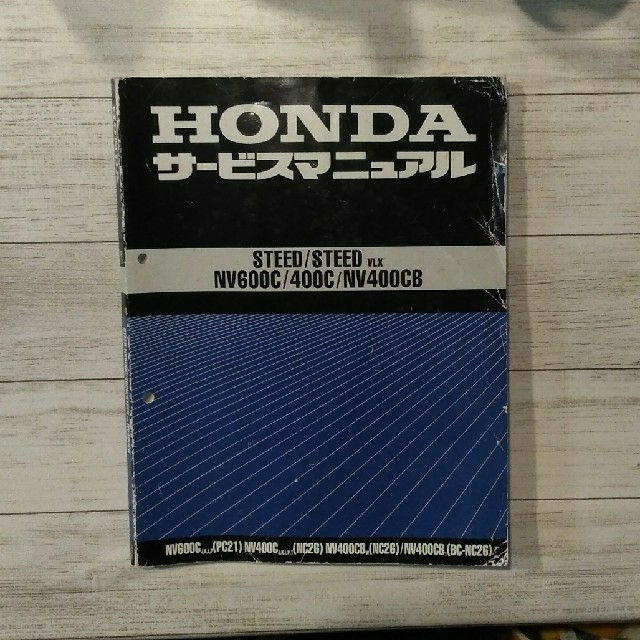 HONDA
サービスマニュアル
STEED/STEED VLX
NV600C/400C/NV400CB
NV600C (PC21) NV400C (NC26) NV400CB (NC26)/NV400CB (BC-NC26)